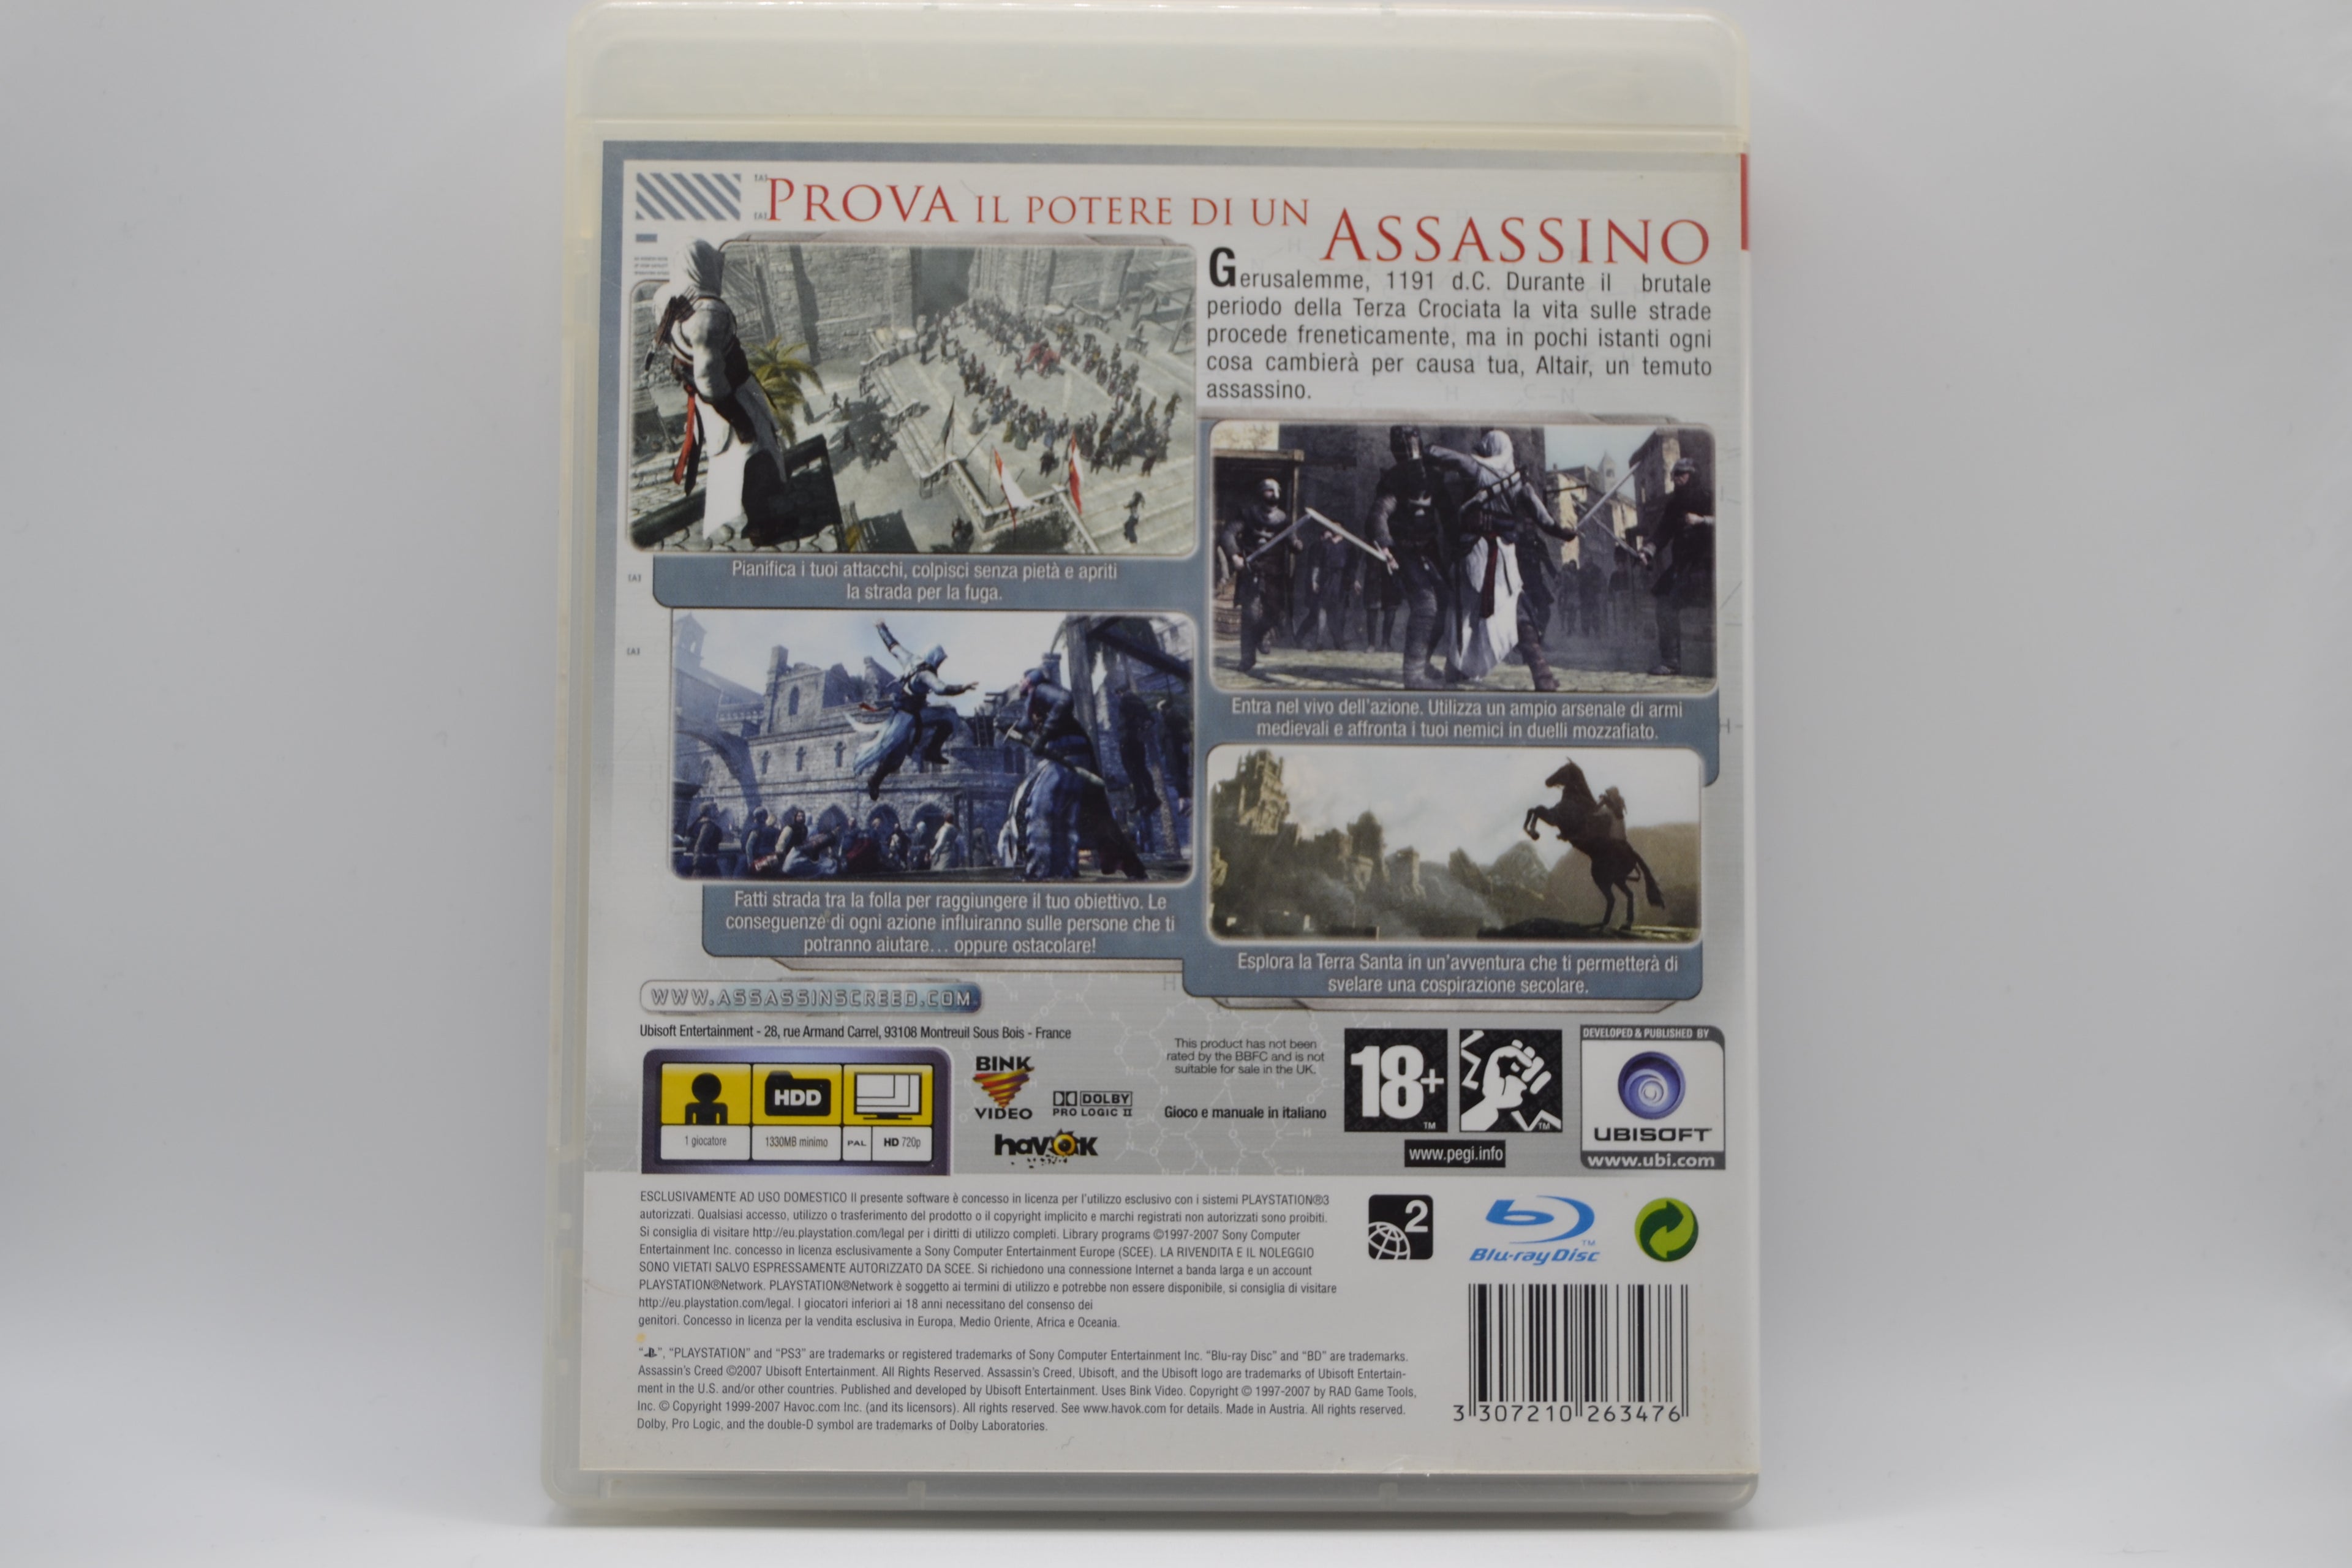 PROVA IL POTERE DI UN ASSASSINO
Gerusalemme, 1191 d.C. Durante il brutale
periodo della Terza Crociata la vita sulle strade
procede freneticamente, ma in pochi istanti ogni
cosa cambierà per causa tua, Altair, un temuto
assassino.
Pianifica i tuoi attacchi, colpisci senza pietà e apriti
la strada per la fuga.
Entra nel vivo dell'azione. Utilizza un ampio arsenale di armi
medievali e affronta i tuoi nemici in duelli mozzafiato.
Fatti strada tra la folla per raggiungere il tuo obiettivo. Le
conseguenze di ogni azione influiranno sulle persone che ti
potranno aiutare... oppure ostacolare!
Esplora la Terra Santa in un'avventura che ti permetterà di
svelare una cospirazione secolare.
WWW.ASSASSINSCREED.COM
Ubisoft Entertainment - 28, rue Armand Carrel, 93108 Montreuil Sous Bois - France
HDD
1 giocatore
1330MB minimo
PAL
HD 720p
BINK
VIDEO
DOLBY
PRO LOGIC II
havok
This product has not been
rated by the BBFC and is not
suitable for sale in the UK.
Gioco e manuale in italiano
18+
TM
TM
www.pegi.info
DEVELOPED & PUBLISHED BY
UBISOFT
www.ubi.com
ESCLUSIVAMENTE AD USO DOMESTICO Il presente software è concesso in licenza per l'utilizzo esclusivo con i sistemi PLAYSTATION®3
autorizzati. Qualsiasi accesso, utilizzo o trasferimento del prodotto o il copyright implicito e marchi registrati non autorizzati sono proibiti.
Si consiglia di visitare http://eu.playstation.com/legal per i diritti di utilizzo completi. Library programs ©1997-2007 Sony Computer
Entertainment Inc. concesso in licenza esclusivamente a Sony Computer Entertainment Europe (SCEE). LA RIVENDITA E IL NOLEGGIO
SONO VIETATI SALVO ESPRESSAMENTE AUTORIZZATO DA SCEE. Si richiedono una connessione Internet a banda larga e un account
PLAYSTATION®Network. PLAYSTATION®Network è soggetto ai termini di utilizzo e potrebbe non essere disponibile, si consiglia di visitare
http://eu.playstation.com/legal. I giocatori inferiori ai 18 anni necessitano del consenso dei
genitori. Concesso in licenza per la vendita esclusiva in Europa, Medio Oriente, Africa e Oceania.
2
Blu-ray Disc
TM
"", "PLAYSTATION" and "PS3" are trademarks or registered trademarks of Sony Computer Entertainment Inc. "Blu-ray Disc" and "BD" are trademarks.
Assassin's Creed ©2007 Ubisoft Entertainment. All Rights Reserved. Assassin's Creed, Ubisoft, and the Ubisoft logo are trademarks of Ubisoft Entertain-
ment in the U.S. and/or other countries. Published and developed by Ubisoft Entertainment. Uses Bink Video. Copyright © 1997-2007 by RAD Game Tools,
Inc. © Copyright 1999-2007 Havoc.com Inc. (and its licensors). All rights reserved. See www.havok.com for details. Made in Austria. All rights reserved.
Dolby, Pro Logic, and the double-D symbol are trademarks of Dolby Laboratories.
3 307210 263476